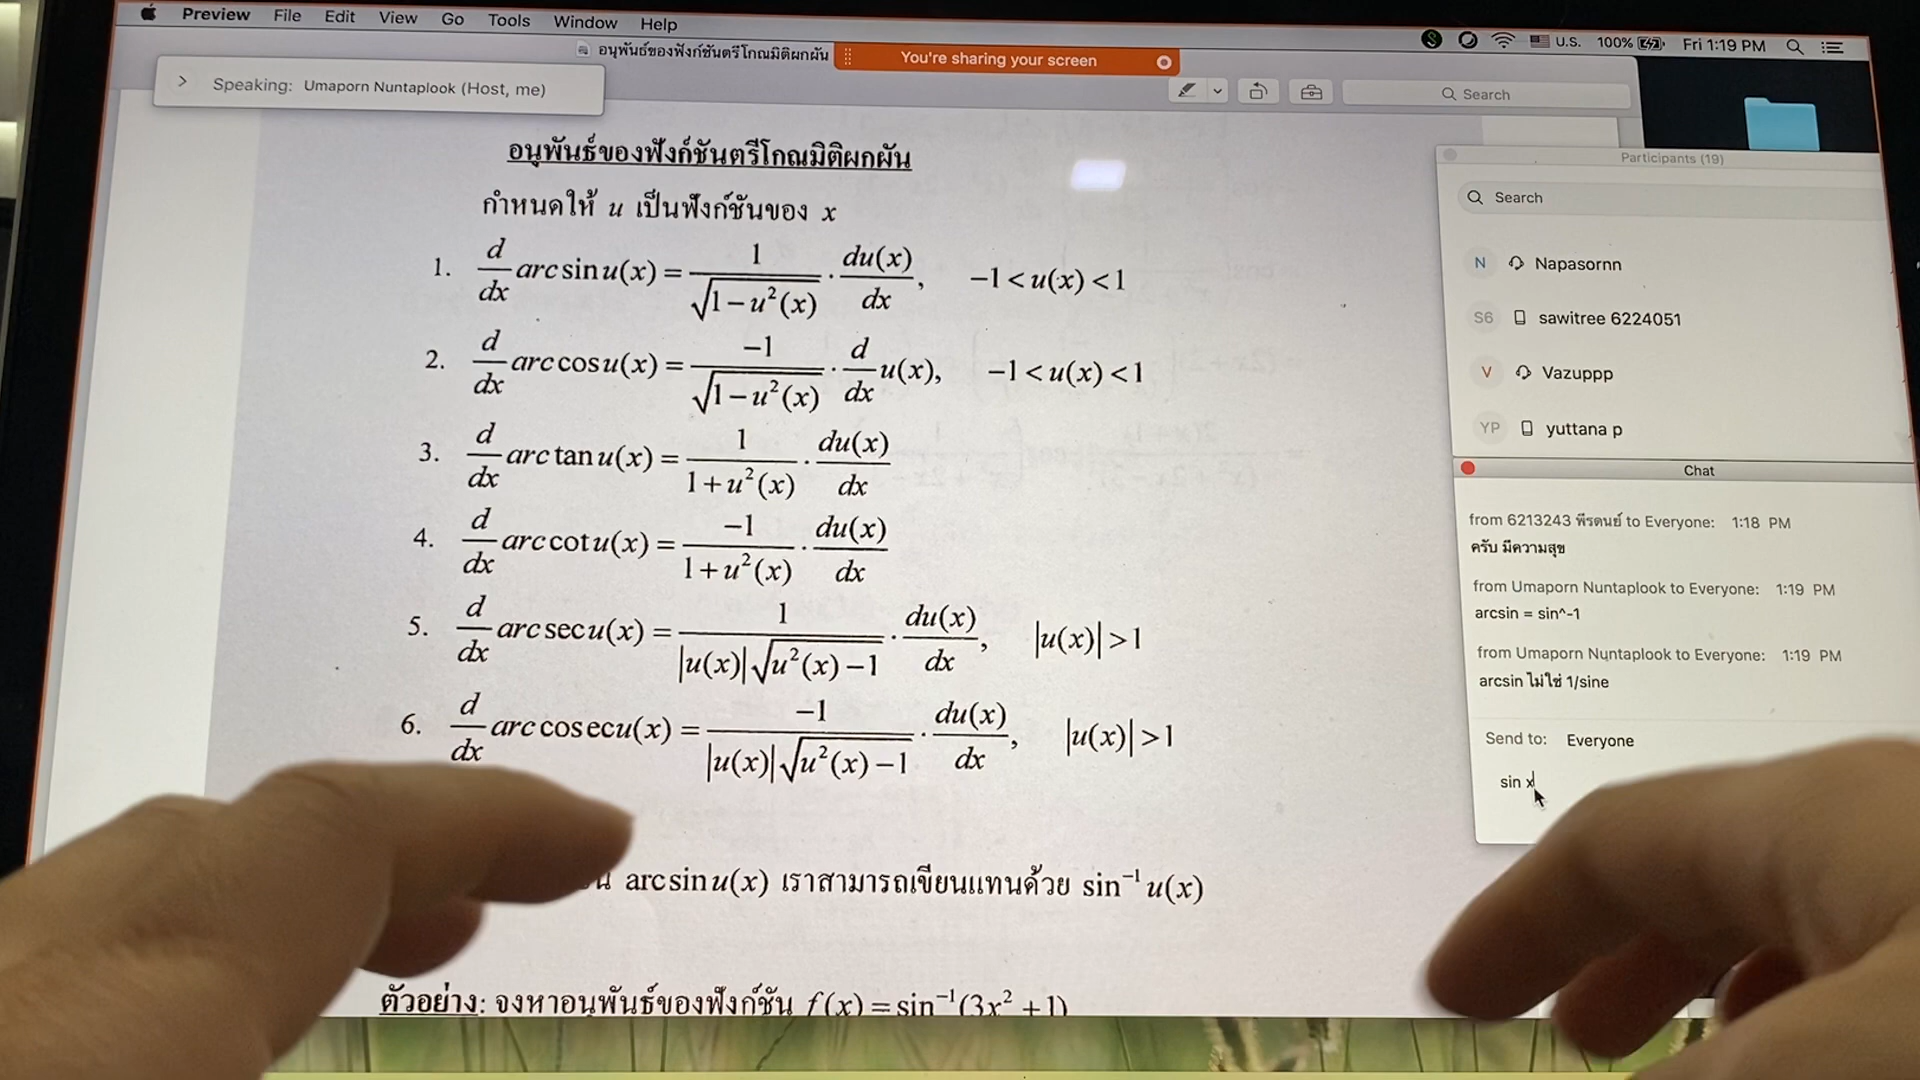 Preview File Edit View Go Tools Window Help
U.S. 100% Fri 1:19 PM
อนุพันธ์ของฟังก์ชันตรีโกณมิติผกผัน
You're sharing your screen
Speaking: Umaporn Nuntaplook (Host, me)
Search
อนุพันธ์ของฟังก์ชันตรีโกณมิติผกผัน
กำหนดให้ u เป็นฟังก์ชันของ x
1. d/dx arcsin u(x) = 1/√(1−u²(x)) · du(x)/dx, −1 < u(x) < 1
2. d/dx arccos u(x) = −1/√(1−u²(x)) · d/dx u(x), −1 < u(x) < 1
3. d/dx arctan u(x) = 1/(1+u²(x)) · du(x)/dx
4. d/dx arccot u(x) = −1/(1+u²(x)) · du(x)/dx
5. d/dx arcsec u(x) = 1/(|u(x)|√(u²(x)−1)) · du(x)/dx, |u(x)| > 1
6. d/dx arccosec u(x) = −1/(|u(x)|√(u²(x)−1)) · du(x)/dx, |u(x)| > 1
arcsin u(x) เราสามารถเขียนแทนด้วย sin⁻¹ u(x)
ตัวอย่าง: จงหาอนุพันธ์ของฟังก์ชัน f(x) = sin⁻¹(3x² + 1)
Participants (19)
Search
N Napasornn
S6 sawitree 6224051
V Vazuppp
YP yuttana p
Chat
from 6213243 พีรดนย์ to Everyone: 1:18 PM
ครับ มีความสุข
from Umaporn Nuntaplook to Everyone: 1:19 PM
arcsin = sin^-1
from Umaporn Nuntaplook to Everyone: 1:19 PM
arcsin ไม่ใช่ 1/sine
Send to: Everyone
sin x